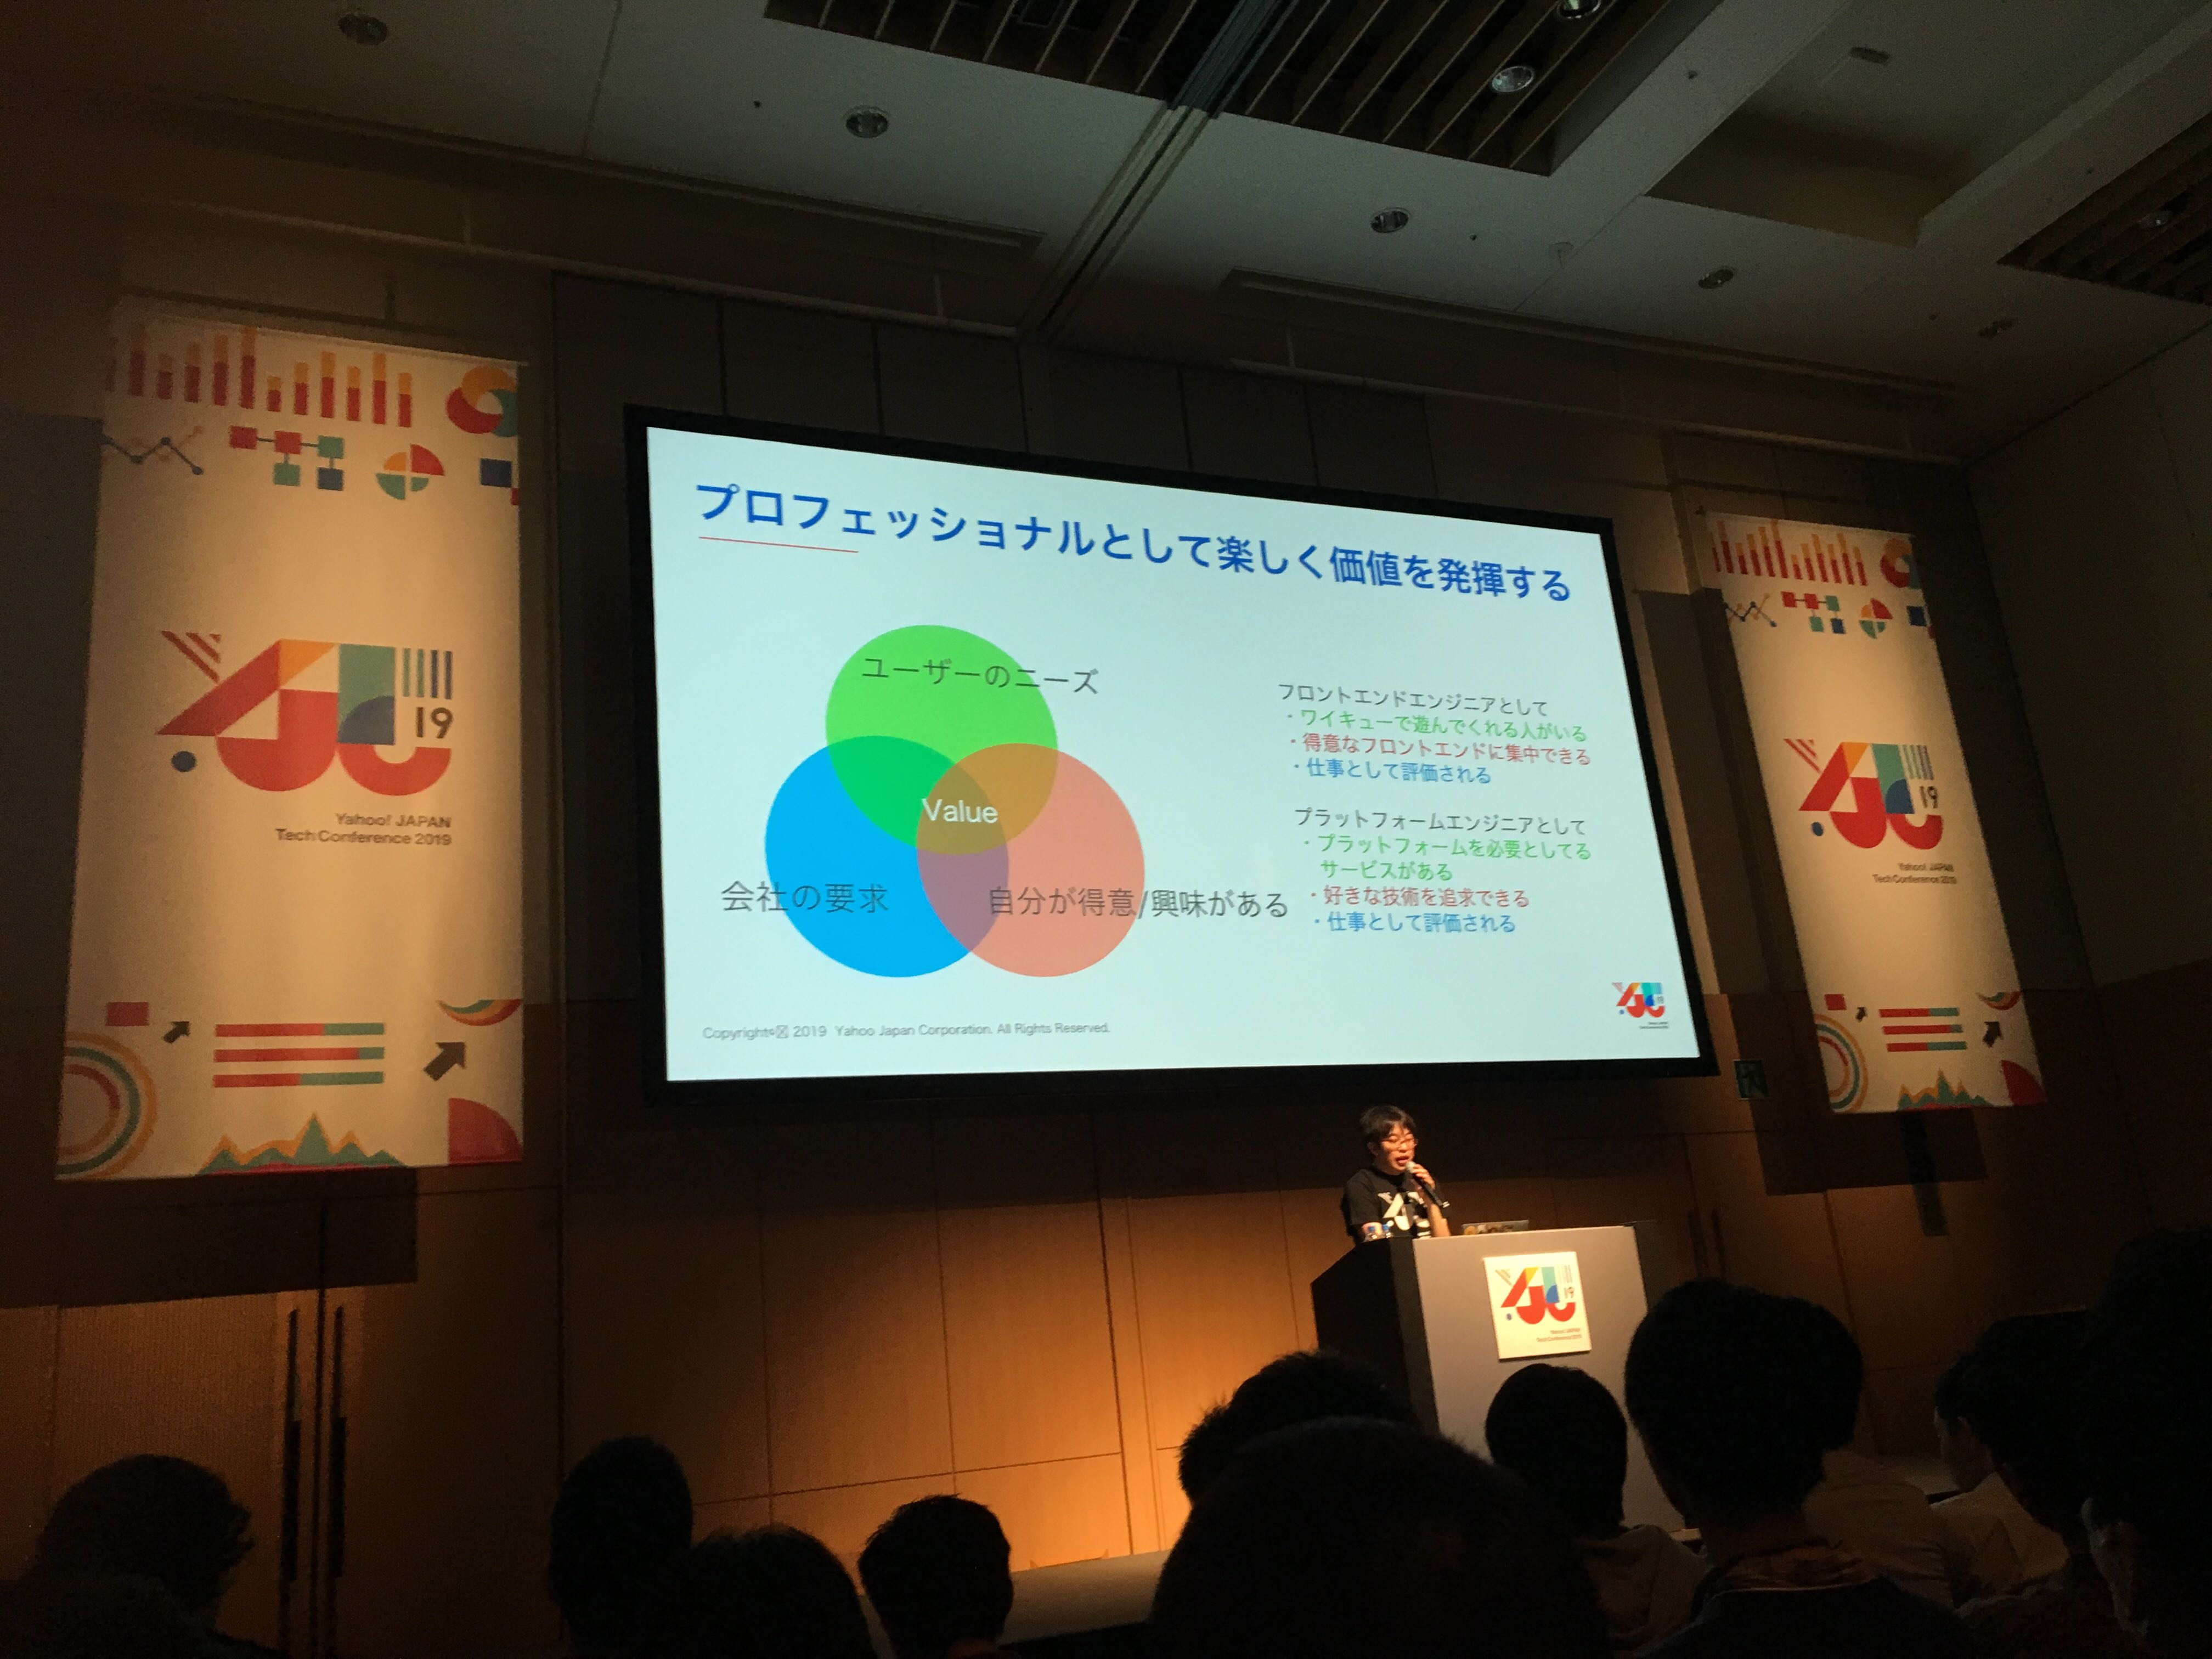 プロフェッショナルとして楽しく価値を発揮する
ユーザーのニーズ
Value
会社の要求
自分が得意/興味がある
フロントエンドエンジニアとして
・ワイキューで遊んでくれる人がいる
・得意なフロントエンドに集中できる
・仕事として評価される
プラットフォームエンジニアとして
・プラットフォームを必要としてる
サービスがある
・好きな技術を追求できる
・仕事として評価される
Copyright© 2019 Yahoo Japan Corporation. All Rights Reserved.
19
Yahoo! JAPAN
Tech Conference 2019
19
Yahoo! JAPAN
Tech Conference 2019
19
Yahoo! JAPAN
Tech Conference 2019